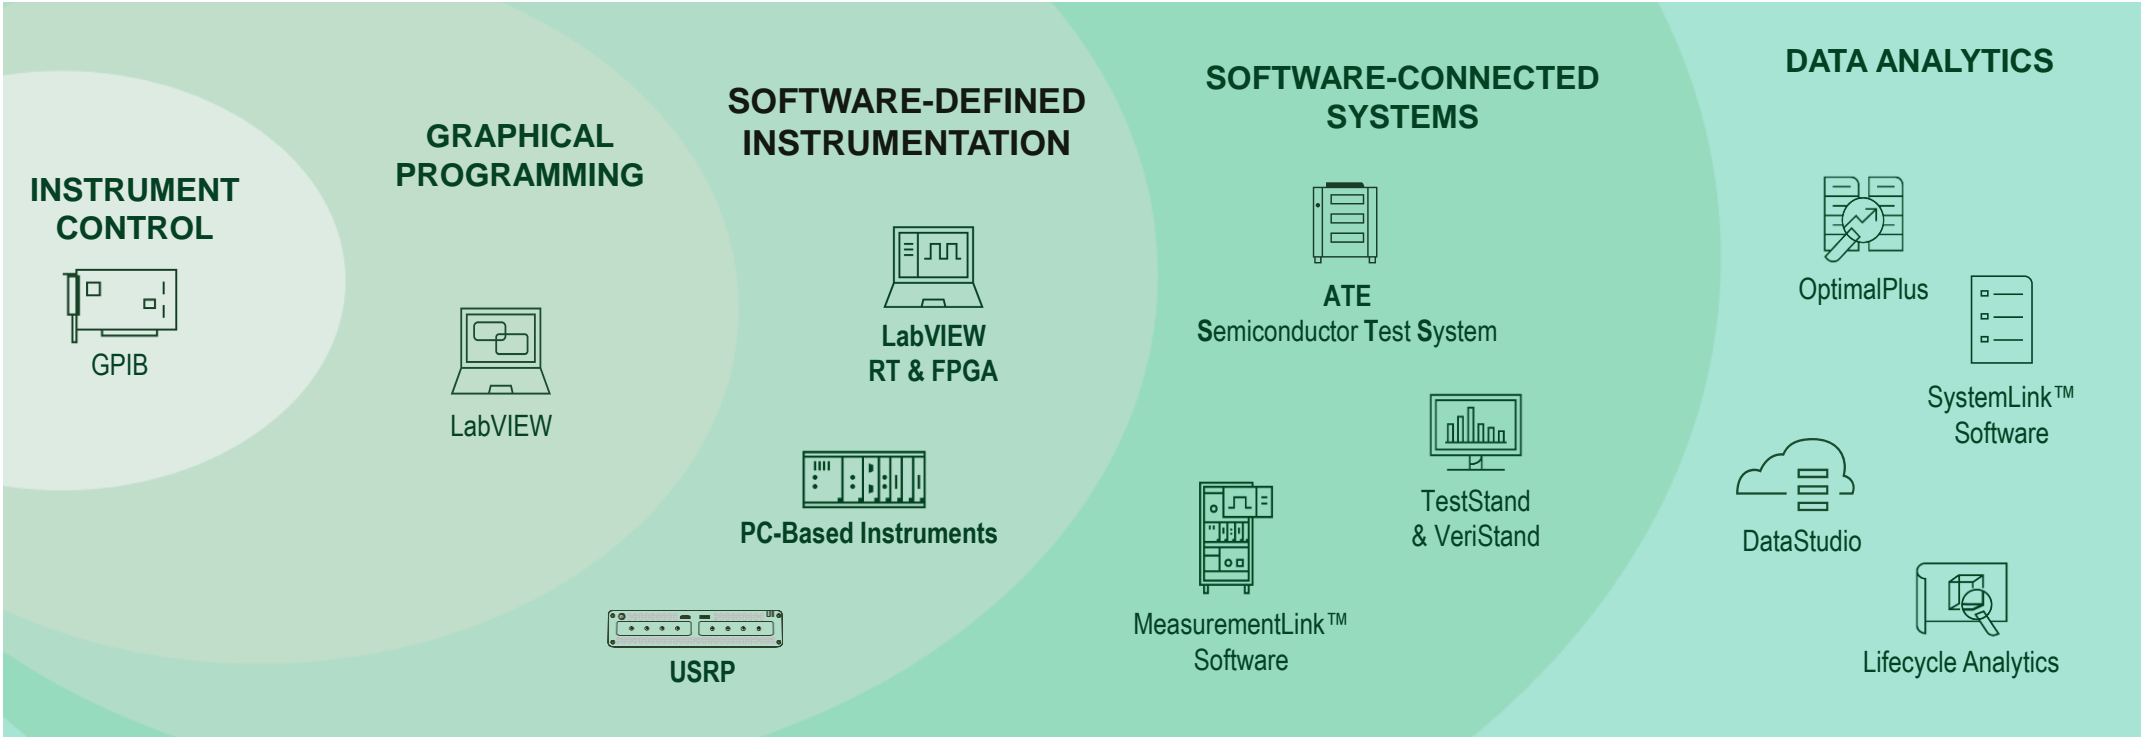 INSTRUMENT
CONTROL
GPIB
GRAPHICAL
PROGRAMMING
LabVIEW
SOFTWARE-DEFINED
INSTRUMENTATION
LabVIEW
RT & FPGA
PC-Based Instruments
USRP
SOFTWARE-CONNECTED
SYSTEMS
ATE
Semiconductor Test System
TestStand
& VeriStand
MeasurementLink™
Software
DATA ANALYTICS
OptimalPlus
SystemLink™
Software
DataStudio
Lifecycle Analytics